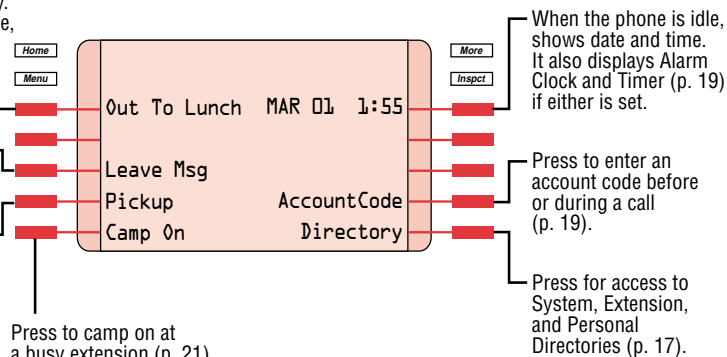 y.
e,
Home
Menu
More
Inspct
Out To Lunch MAR 01 1:55
Leave Msg
Pickup AccountCode
Camp On Directory
When the phone is idle,
shows date and time.
It also displays Alarm
Clock and Timer (p. 19)
if either is set.
Press to enter an
account code before
or during a call
(p. 19).
Press for access to
System, Extension,
and Personal
Directories (p. 17).
Press to camp on at
a busy extension (p. 21)